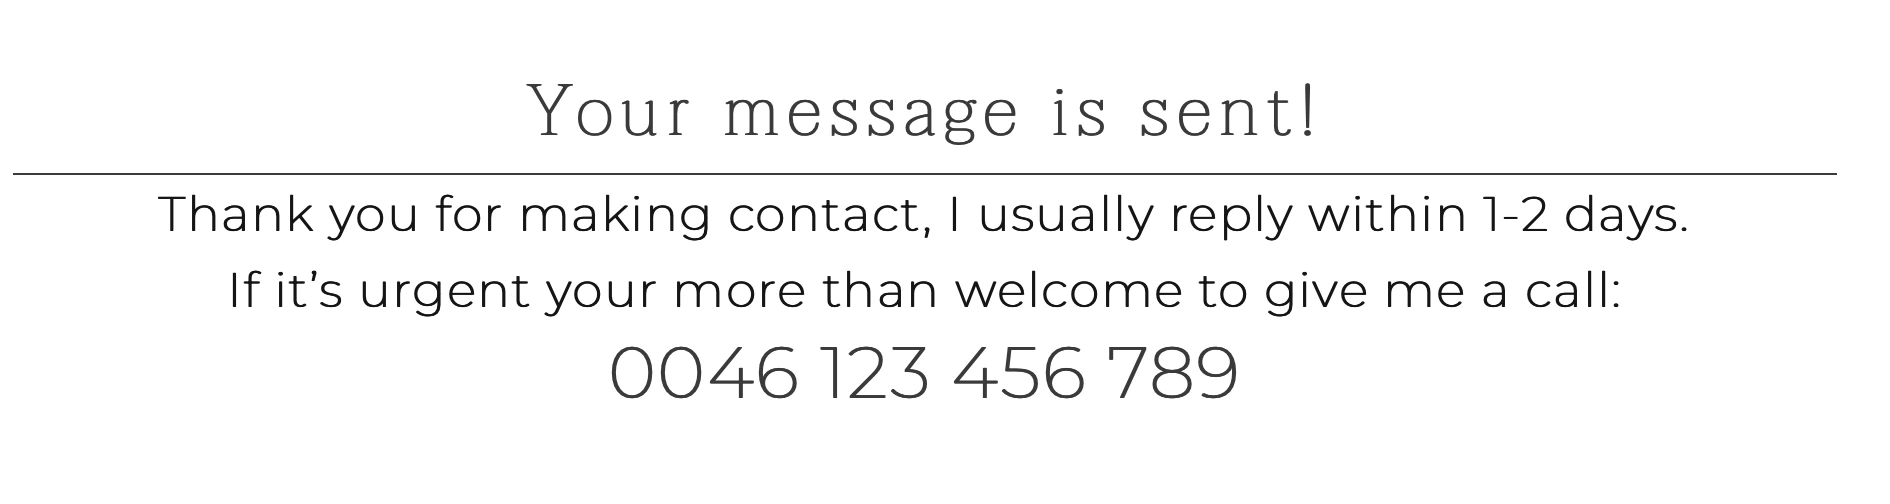 Your message is sent!
Thank you for making contact, I usually reply within 1-2 days.
If it’s urgent your more than welcome to give me a call:
0046 123 456 789